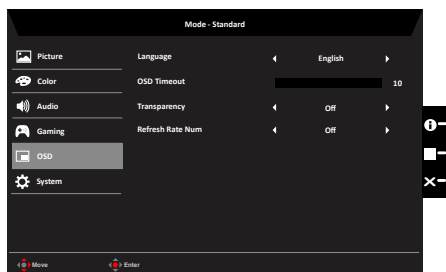 Mode - Standard
Picture
Language English
Color
OSD Timeout 10
Audio
Transparency Off
Gaming
Refresh Rate Num Off
OSD
System
Move Enter